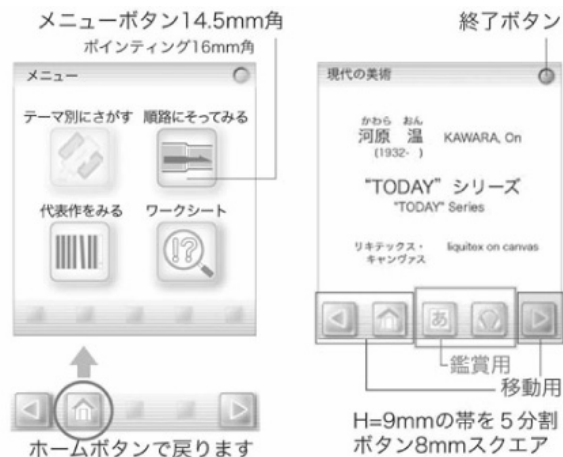 メニューボタン14.5mm角
ポインティング16mm角
メニュー
テーマ別にさがす 順路にそってみる
代表作をみる ワークシート
!?
ホームボタンで戻ります
終了ボタン
現代の美術
かわら おん
河原 温 KAWARA, On
(1932- )
“TODAY” シリーズ
"TODAY" Series
リキテックス・ liquitex on canvas
キャンヴァス
あ
鑑賞用
移動用
H=9mmの帯を5分割
ボタン8mmスクエア